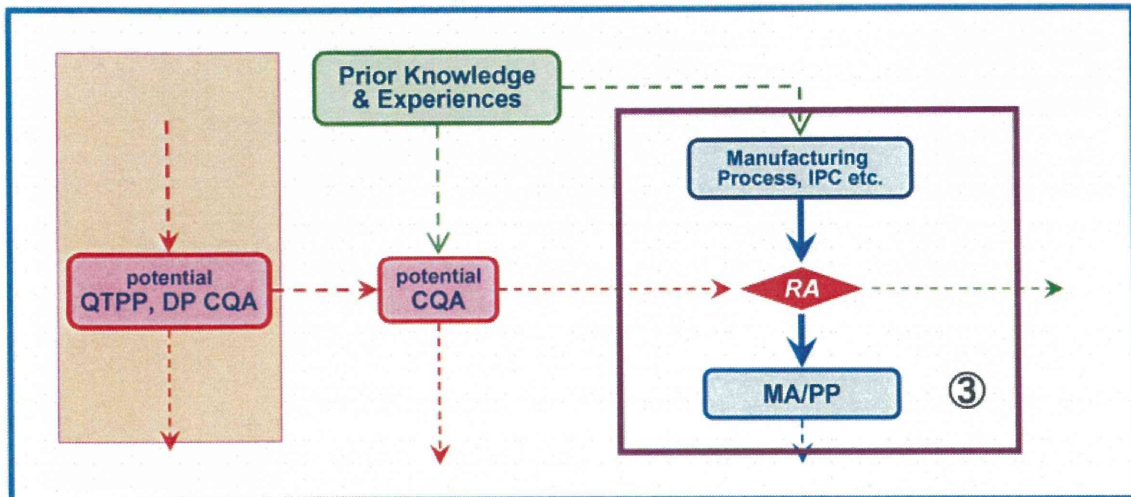 Prior Knowledge
& Experiences
Manufacturing
Process, IPC etc.
potential
QTPP, DP CQA
potential
CQA
RA
MA/PP
③